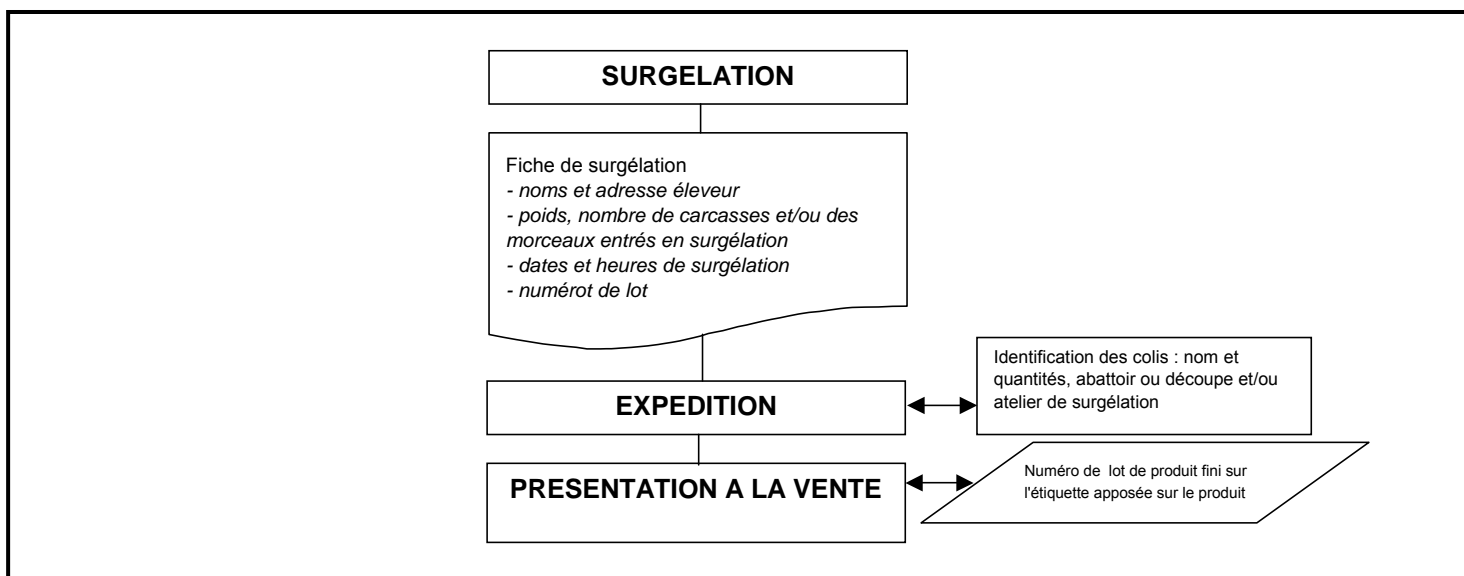 SURGELATION
Fiche de surgélation
- noms et adresse éleveur
- poids, nombre de carcasses et/ou des
morceaux entrés en surgélation
- dates et heures de surgélation
- numérot de lot
EXPEDITION
Identification des colis : nom et
quantités, abattoir ou découpe et/ou
atelier de surgélation
PRESENTATION A LA VENTE
Numéro de lot de produit fini sur
l'étiquette apposée sur le produit